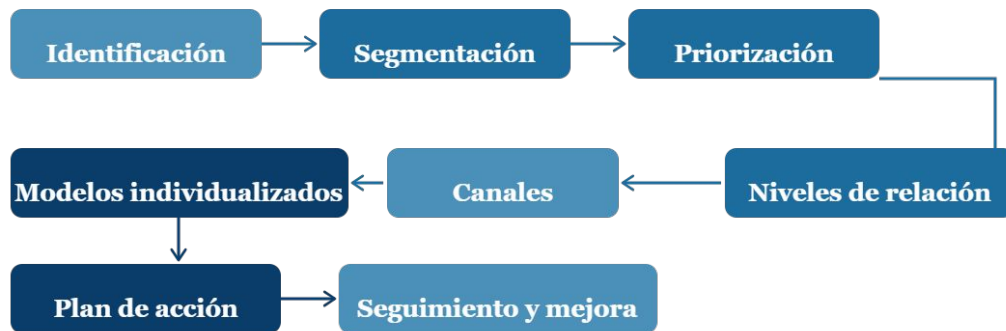 Identificación
Segmentación
Priorización
Niveles de relación
Canales
Modelos individualizados
Plan de acción
Seguimiento y mejora